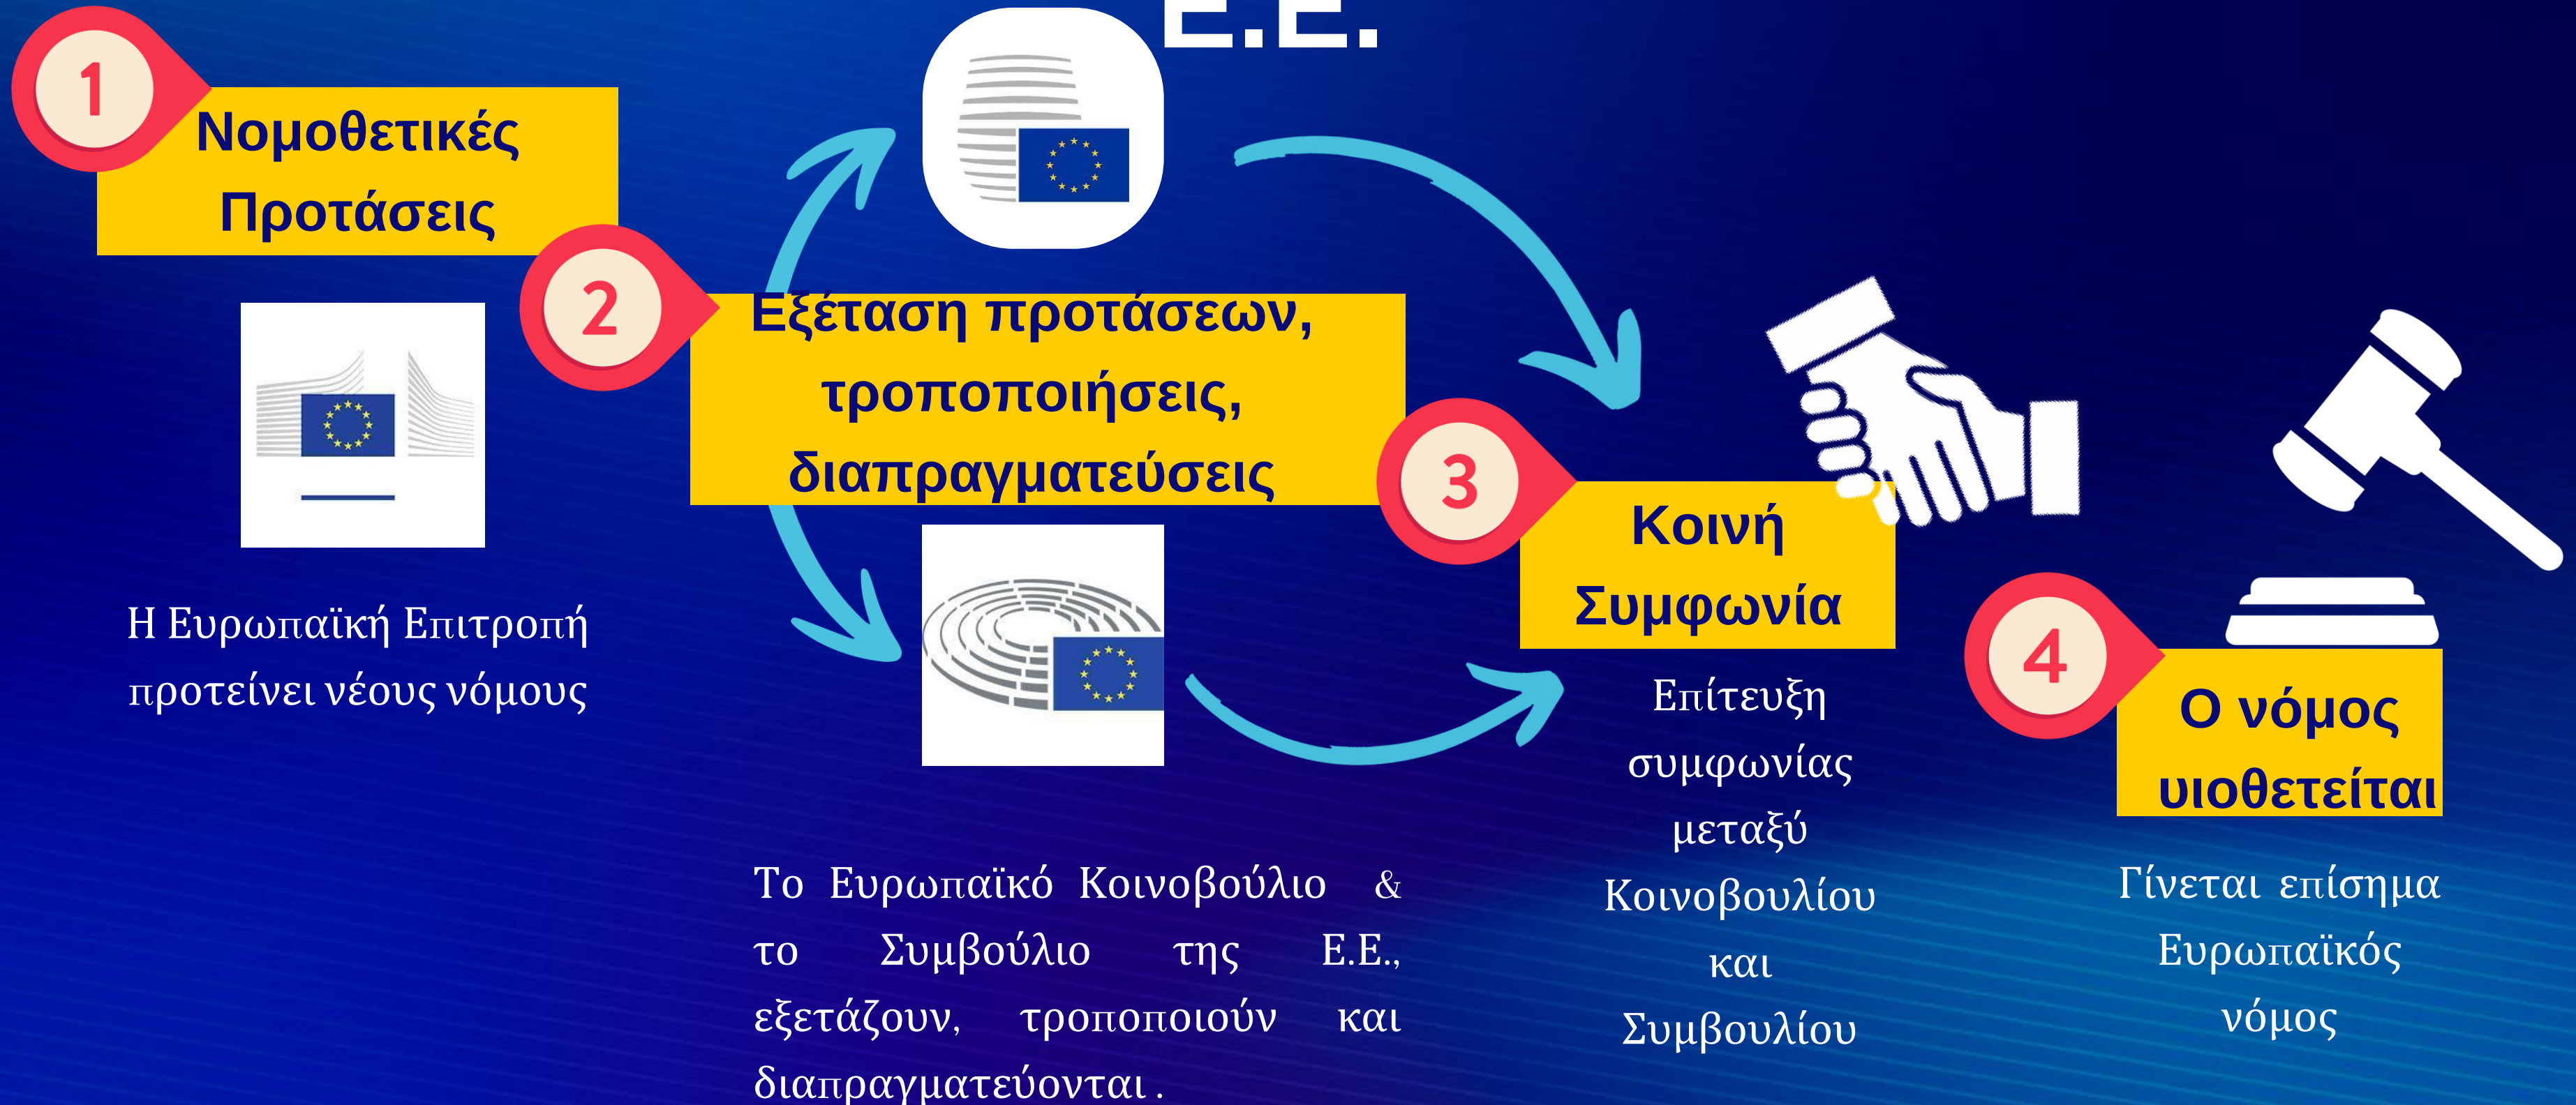 Ε.Ε.
1
Νομοθετικές
Προτάσεις
Η Ευρωπαϊκή Επιτροπή
προτείνει νέους νόμους
2
Εξέταση προτάσεων,
τροποποιήσεις,
διαπραγματεύσεις
Το Ευρωπαϊκό Κοινοβούλιο &
το Συμβούλιο της Ε.Ε.,
εξετάζουν, τροποποιούν και
διαπραγματεύονται .
3
Κοινή
Συμφωνία
Επίτευξη
συμφωνίας
μεταξύ
Κοινοβουλίου
και
Συμβουλίου
4
Ο νόμος
υιοθετείται
Γίνεται επίσημα
Ευρωπαϊκός
νόμος